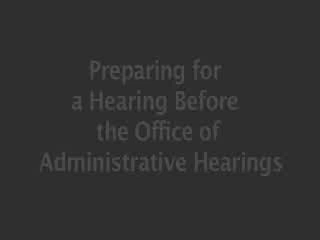 Preparing for
a Hearing Before
the Office of
Administrative Hearings